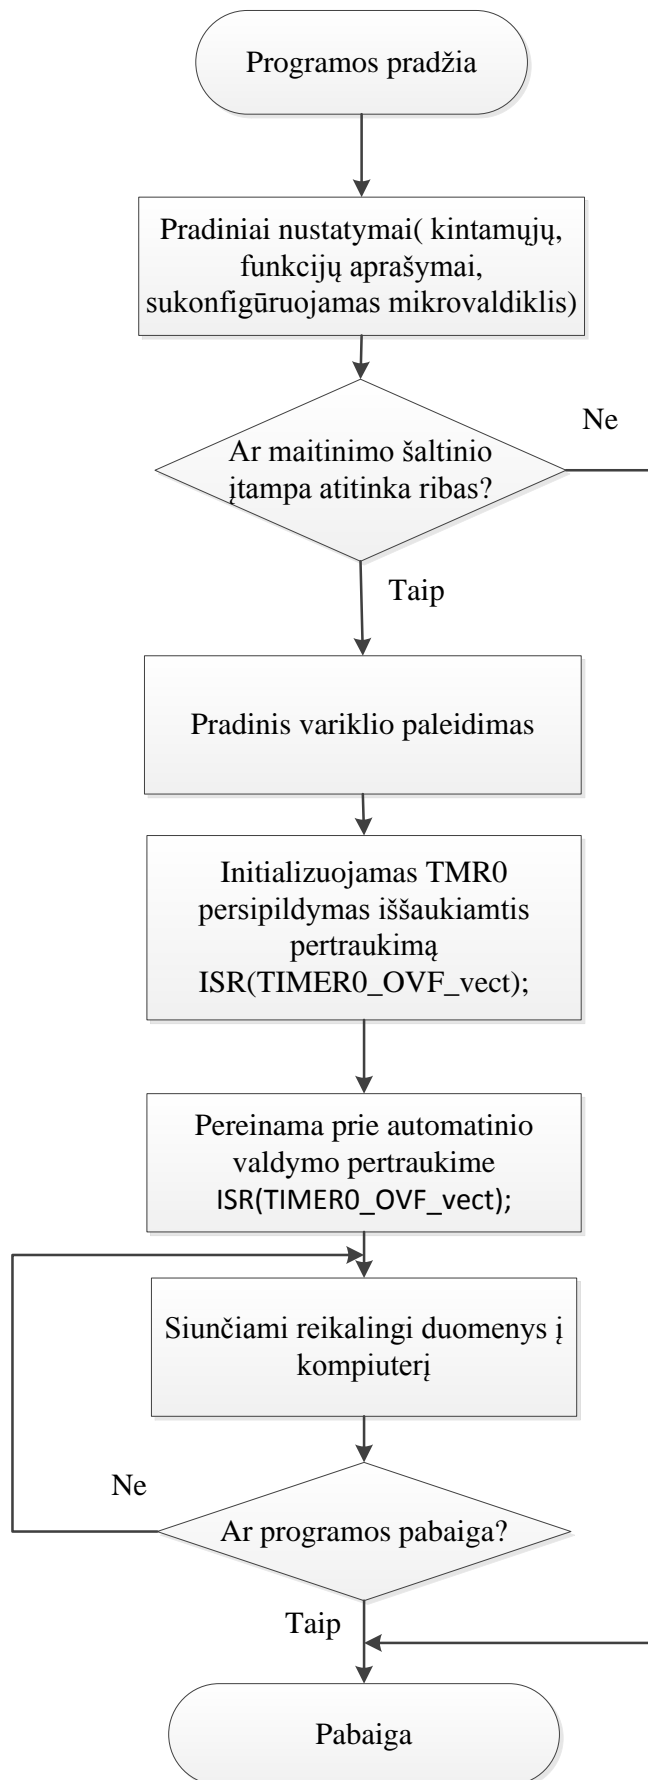 Programos pradžia
Pradiniai nustatymai( kintamųjų,
funkcijų aprašymai,
sukonfigūruojamas mikrovaldiklis)
Ne
Ar maitinimo šaltinio
įtampa atitinka ribas?
Taip
Pradinis variklio paleidimas
Initializuojamas TMR0
persipildymas iššaukiamtis
pertraukimą
ISR(TIMER0_OVF_vect);
Pereinama prie automatinio
valdymo pertraukime
ISR(TIMER0_OVF_vect);
Siunčiami reikalingi duomenys į
kompiuterį
Ne
Ar programos pabaiga?
Taip
Pabaiga